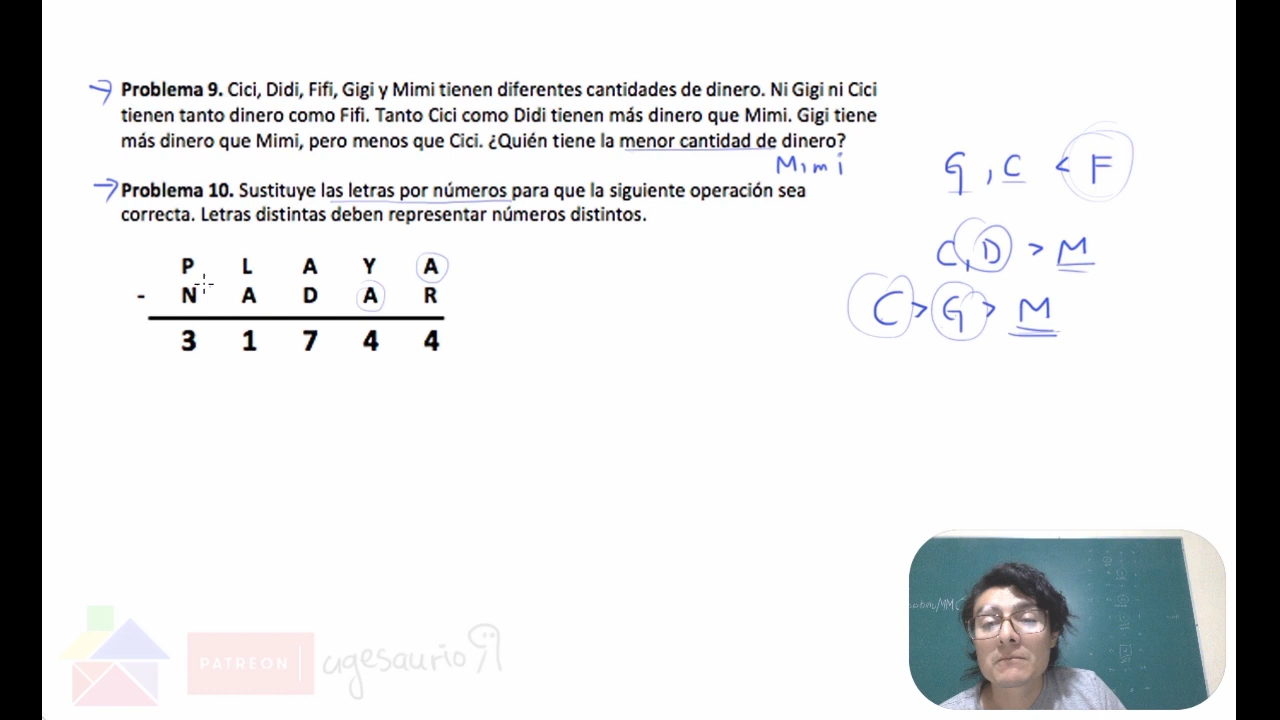 Problema 9. Cici, Didi, Fifi, Gigi y Mimi tienen diferentes cantidades de dinero. Ni Gigi ni Cici
tienen tanto dinero como Fifi. Tanto Cici como Didi tienen más dinero que Mimi. Gigi tiene
más dinero que Mimi, pero menos que Cici. ¿Quién tiene la menor cantidad de dinero?
Mimi
G , C < F
Problema 10. Sustituye las letras por números para que la siguiente operación sea
correcta. Letras distintas deben representar números distintos.
C, D > M
P L A Y A
- N A D A R
C > G > M
3 1 7 4 4
PATREON
agesaurio